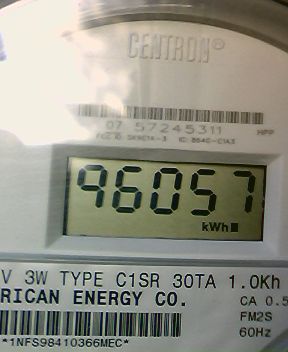 CENTRON®
07 57245311 HPP
96057
kWh
V 3W TYPE C1SR 30TA 1.0Kh
RICAN ENERGY CO.
CA 0.5
FM2S
60Hz
*1NFS98410366MEC*